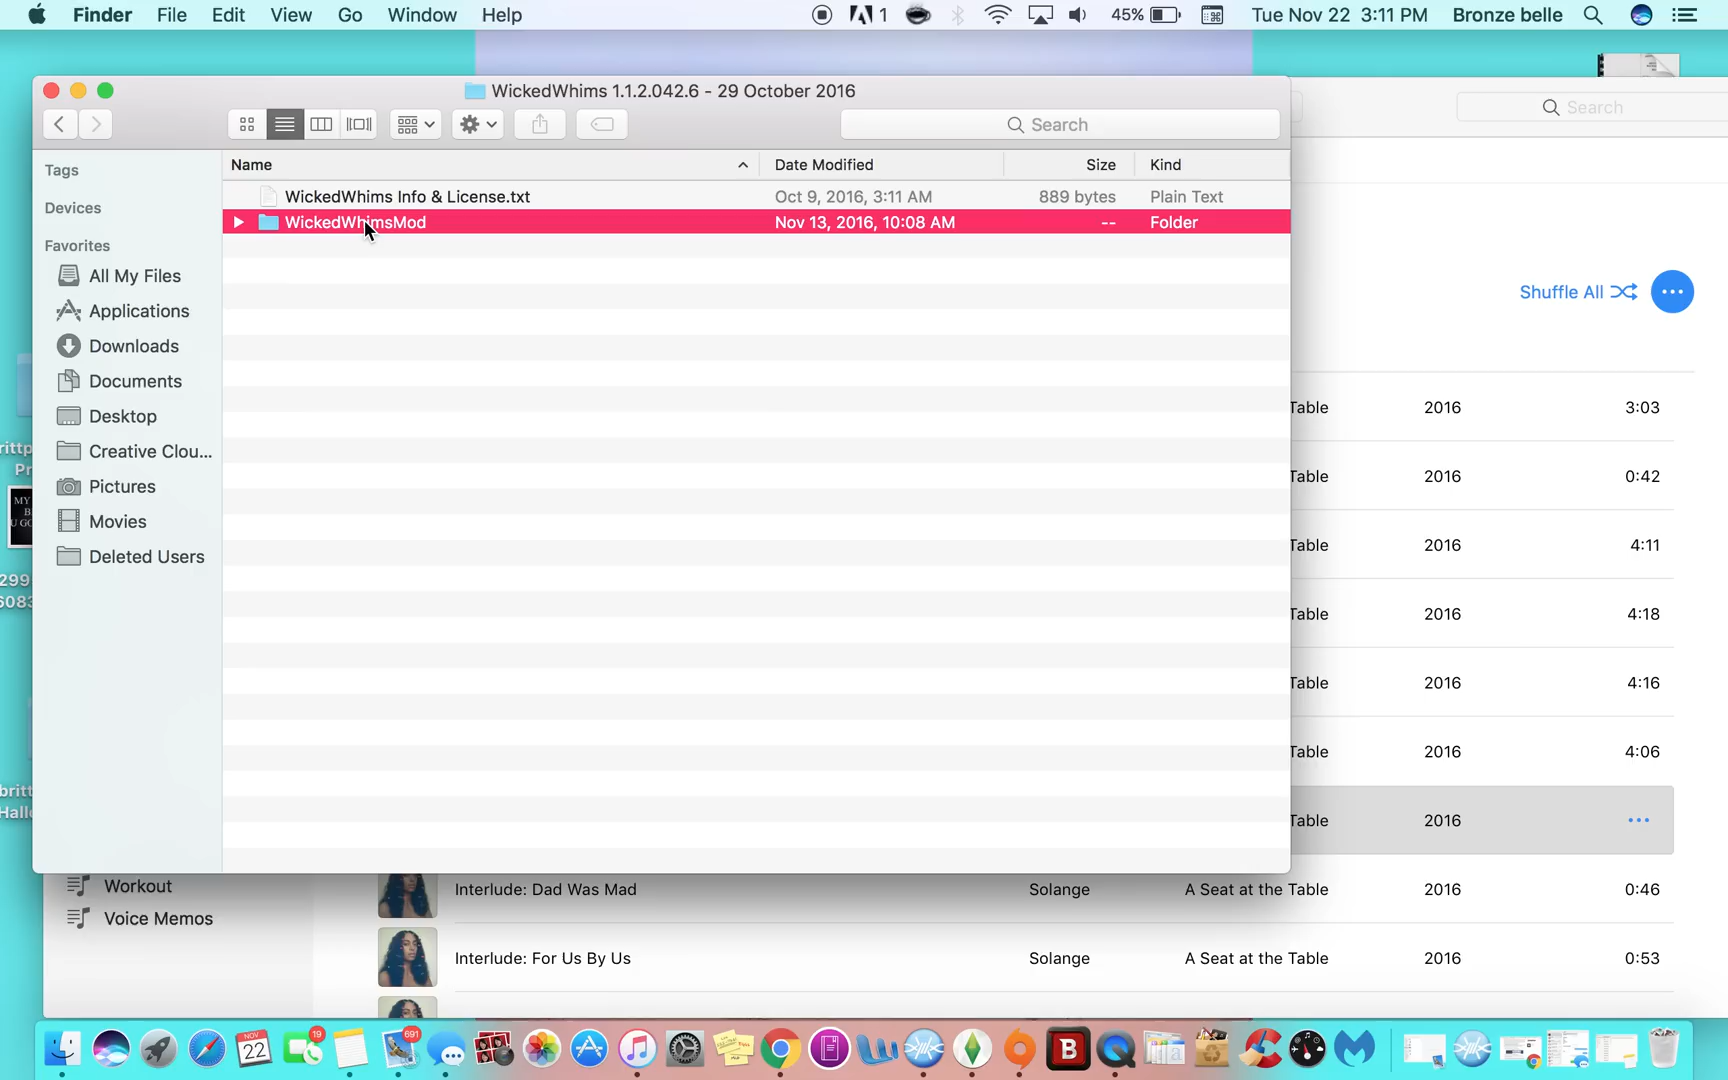 Finder File Edit View Go Window Help 1 45% Tue Nov 22 3:11 PM Bronze belle
WickedWhims 1.1.2.042.6 - 29 October 2016
Search
Search
Tags
Devices
Favorites
All My Files
Applications
Downloads
Documents
Desktop
Creative Clou...
Pictures
Movies
Deleted Users
Name Date Modified Size Kind
WickedWhims Info & License.txt Oct 9, 2016, 3:11 AM 889 bytes Plain Text
WickedWhimsMod Nov 13, 2016, 10:08 AM -- Folder
Shuffle All
Table 2016 3:03
Table 2016 0:42
Table 2016 4:11
Table 2016 4:18
Table 2016 4:16
Table 2016 4:06
Table 2016
Workout
Voice Memos
Interlude: Dad Was Mad Solange A Seat at the Table 2016 0:46
Interlude: For Us By Us Solange A Seat at the Table 2016 0:53
NOV
22
19
691
B